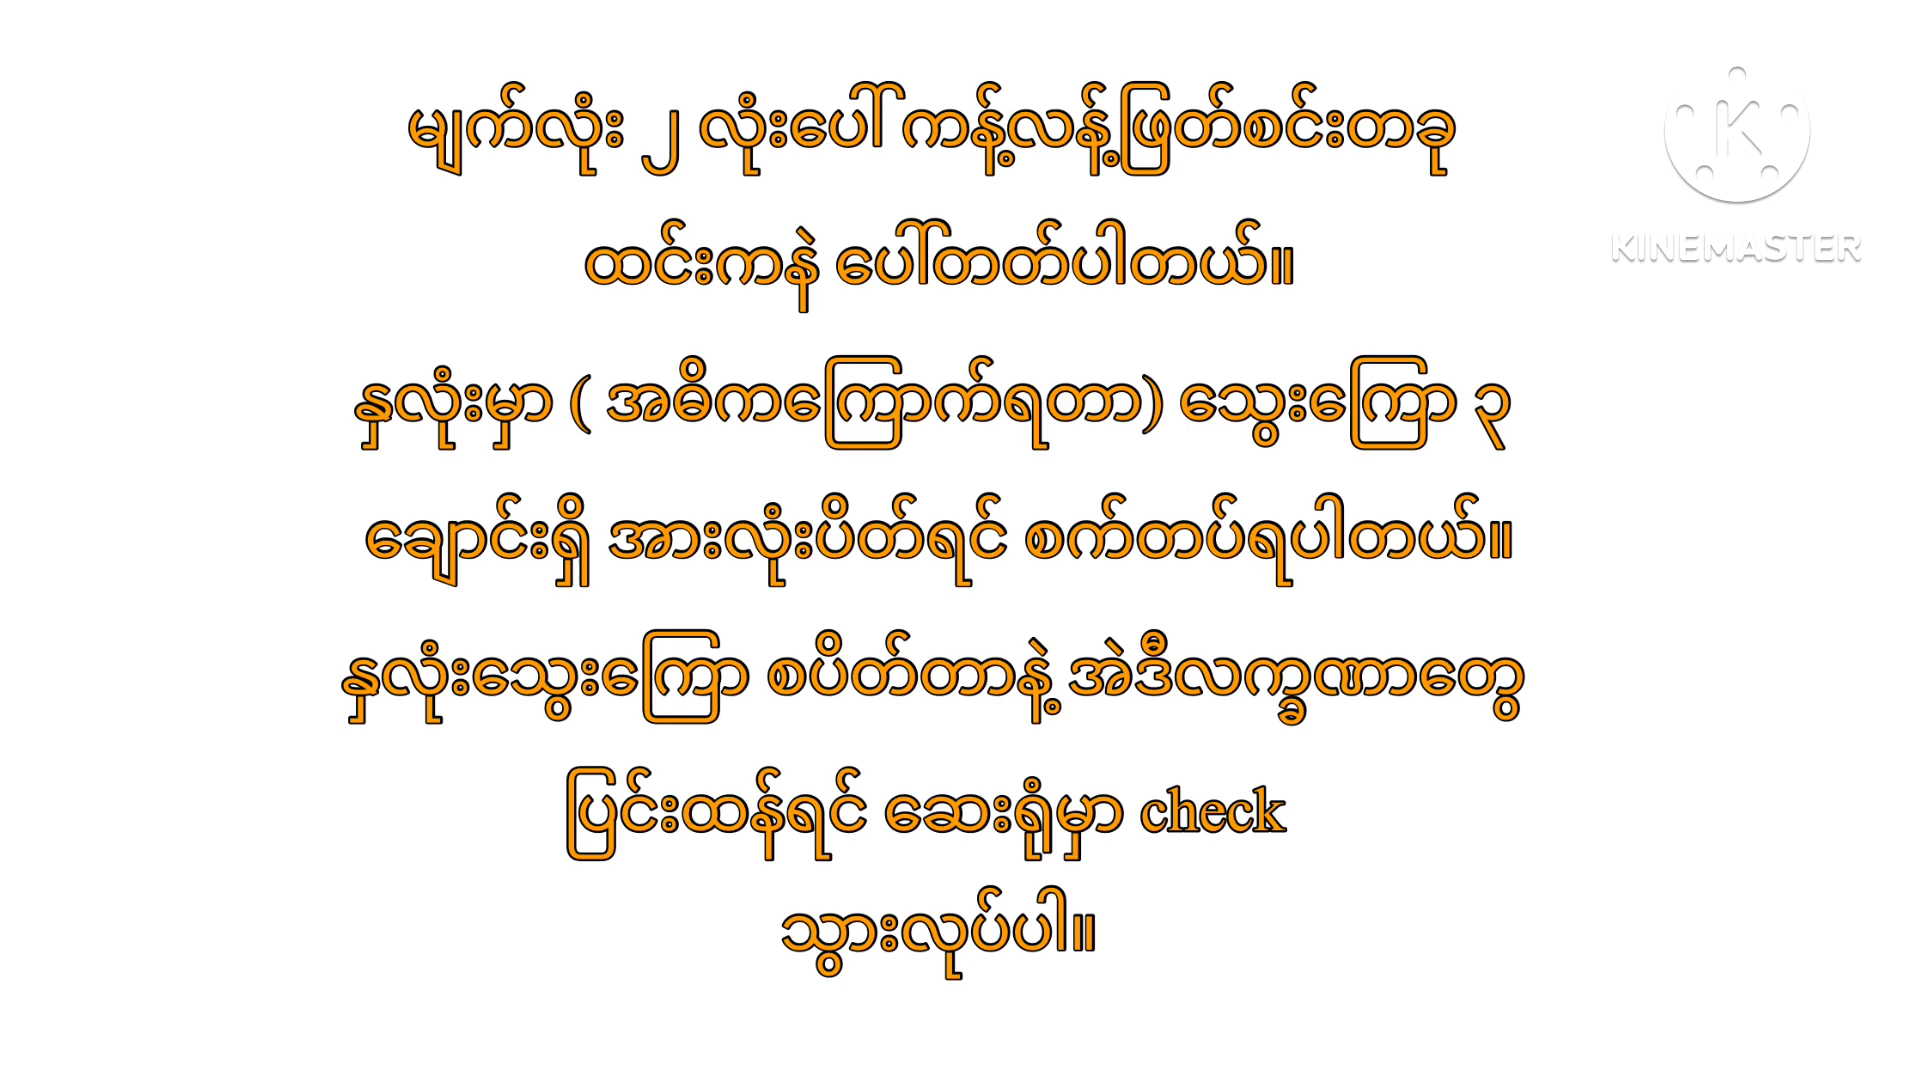 မျက်လုံး ၂ လုံးပေါ် ကန့်လန့်ဖြတ်စင်းတခု
ထင်းကနဲ ပေါ်တတ်ပါတယ်။
နှလုံးမှာ ( အဓိကကြောက်ရတာ) သွေးကြော ၃
ချောင်းရှိ အားလုံးပိတ်ရင် စက်တပ်ရပါတယ်။
နှလုံးသွေးကြော စပိတ်တာနဲ့ အဲဒီလက္ခဏာတွေ
ပြင်းထန်ရင် ဆေးရုံမှာ check
သွားလုပ်ပါ။
KINEMASTER